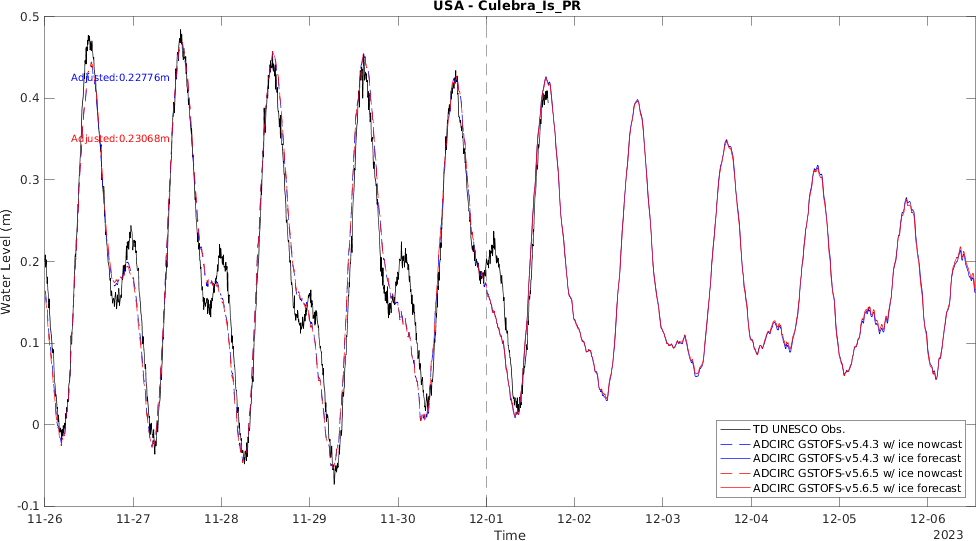 USA - Culebra_Is_PR
0.5
0.4
0.3
0.2
0.1
0
-0.1
Water Level (m)
Adjusted:0.22776m
Adjusted:0.23068m
TD UNESCO Obs.
ADCIRC GSTOFS-v5.4.3 w/ ice nowcast
ADCIRC GSTOFS-v5.4.3 w/ ice forecast
ADCIRC GSTOFS-v5.6.5 w/ ice nowcast
ADCIRC GSTOFS-v5.6.5 w/ ice forecast
11-26 11-27 11-28 11-29 11-30 12-01 12-02 12-03 12-04 12-05 12-06
Time
2023